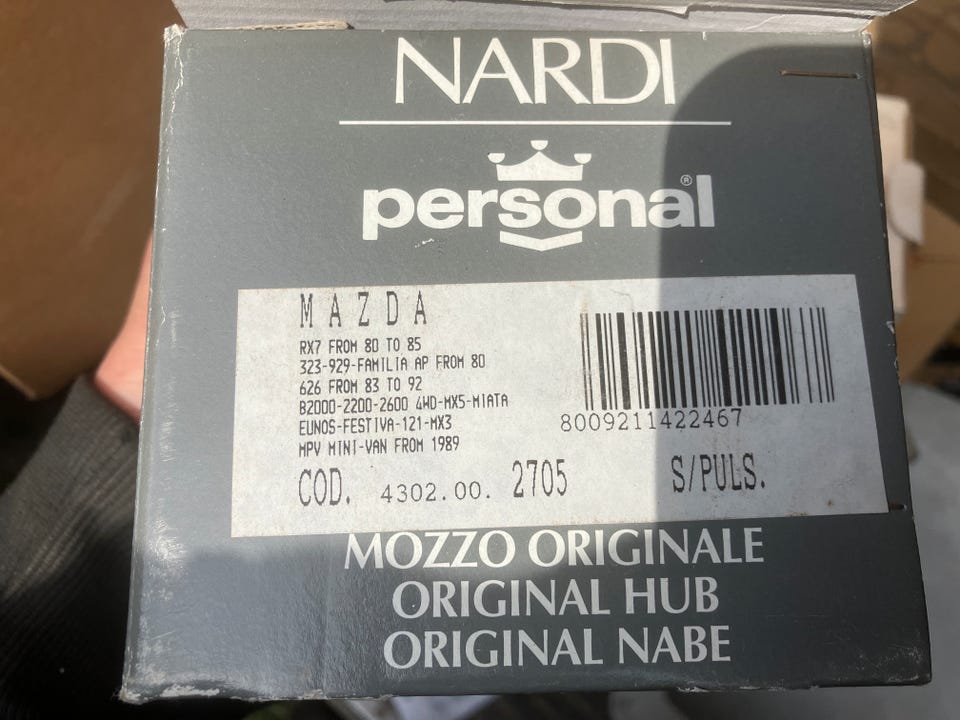 NARDI
personal®
MAZDA
RX7 FROM 80 TO 85
323-929-FAMILIA AP FROM 80
626 FROM 83 TO 92
B2000-2200-2600 4WD-MX5-MIATA
EUNOS-FESTIVA-121-MX3
MPV MINI-VAN FROM 1989
8009211422467
COD. 4302.00. 2705 S/PULS.
MOZZO ORIGINALE
ORIGINAL HUB
ORIGINAL NABE